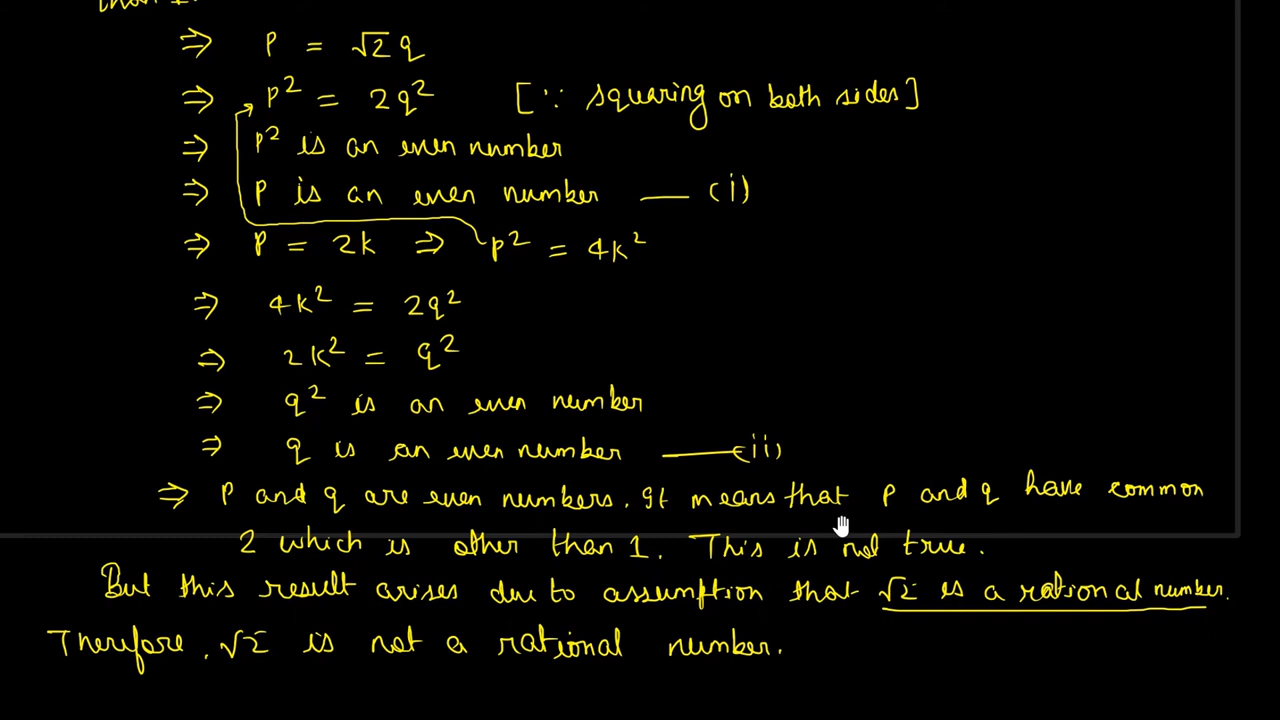 than 1.
⇒ P = √2 q
⇒ p² = 2q² [∵ squaring on both sides]
⇒ p² is an even number
⇒ P is an even number — (i)
⇒ P = 2k ⇒ p² = 4k²
⇒ 4k² = 2q²
⇒ 2k² = q²
⇒ q² is an even number
⇒ q is an even number — (ii)
⇒ P and q are even numbers. It means that P and q have common
2 which is other than 1. This is not true.
But this result arises due to assumption that √2 is a rational number.
Therefore, √2 is not a rational number.